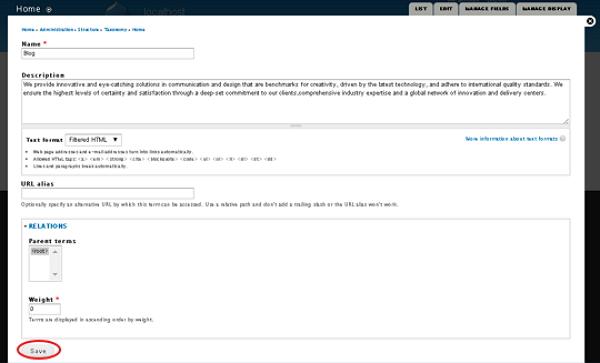 Home
localhost
LIST EDIT MANAGE FIELDS MANAGE DISPLAY
Home » Administration » Structure » Taxonomy » Home
Name *
Blog
Description
We provide innovative and eye-catching solutions in communication and design that are benchmarks for creativity, driven by the latest technology, and adhere to international quality standards. We
ensure the highest levels of certainty and satisfaction through a deep-set commitment to our clients,comprehensive industry expertise and a global network of innovation and delivery centers.
Text format Filtered HTML
More information about text formats
Web page addresses and e-mail addresses turn into links automatically.
Allowed HTML tags: <a> <em> <strong> <cite> <blockquote> <code> <ul> <ol> <li> <dl> <dt> <dd>
Lines and paragraphs break automatically.
URL alias
Optionally specify an alternative URL by which this term can be accessed. Use a relative path and don't add a trailing slash or the URL alias won't work.
RELATIONS
Parent terms
<root>
Weight *
0
Terms are displayed in ascending order by weight.
Save